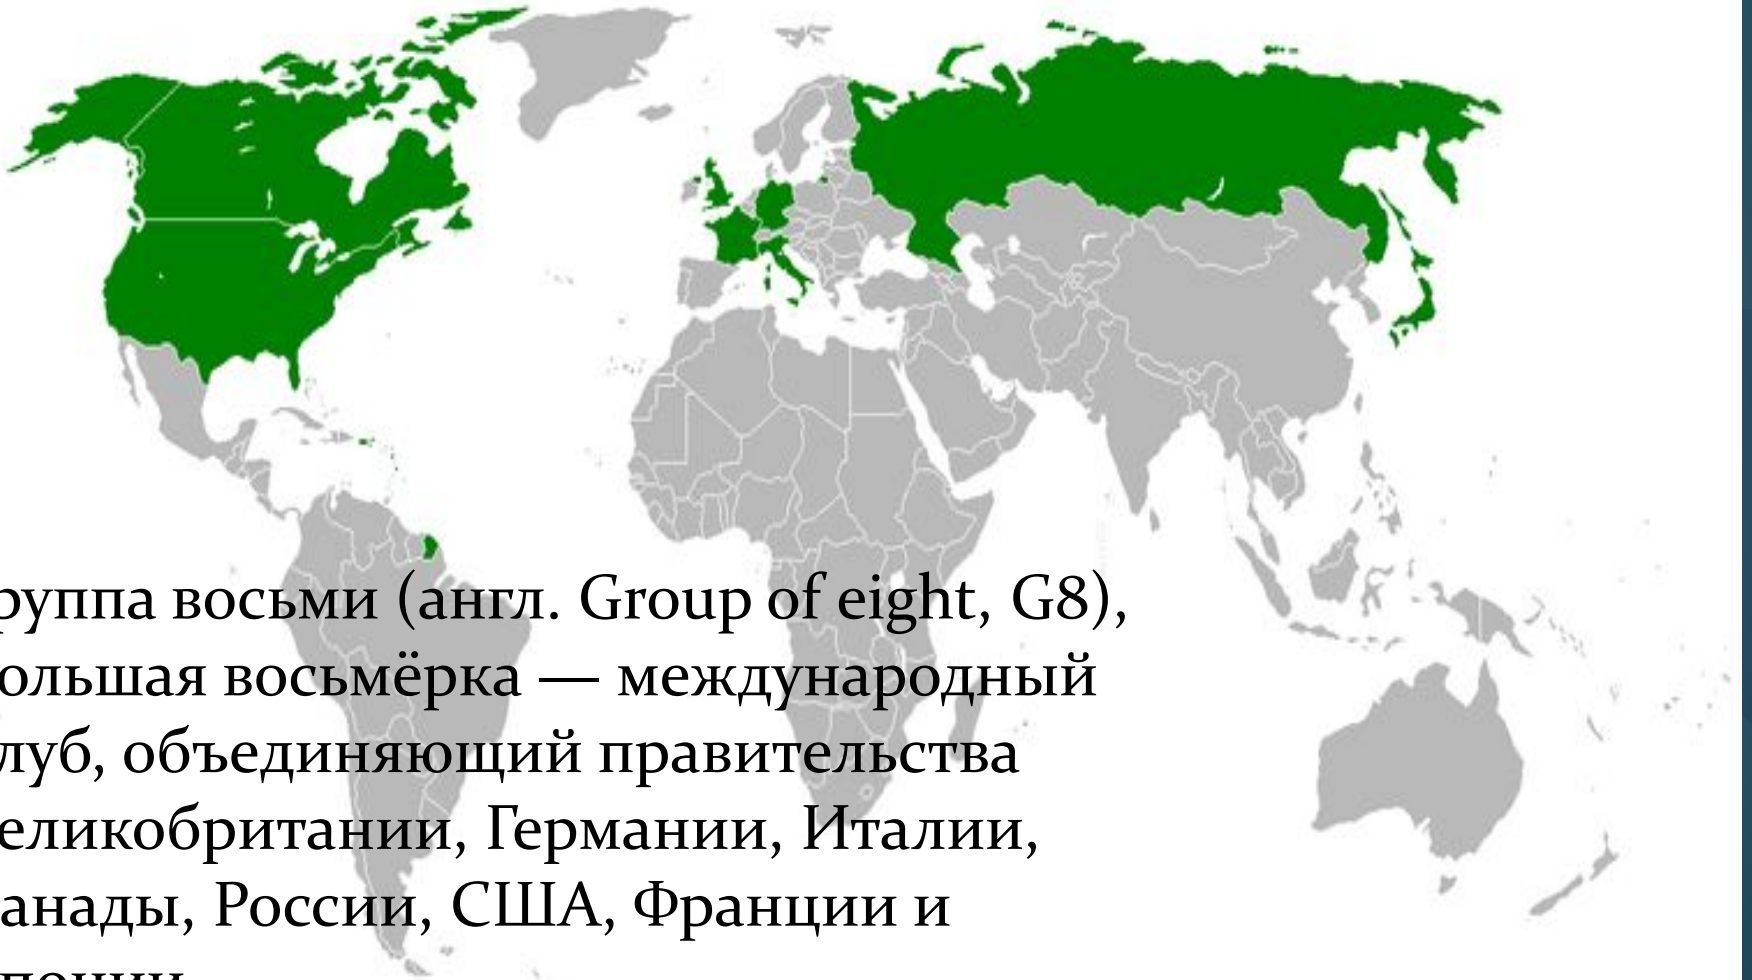 руппа восьми (англ. Group of eight, G8),
ольшая восьмёрка — международный
луб, объединяющий правительства
еликобритании, Германии, Италии,
анады, России, США, Франции и
понии